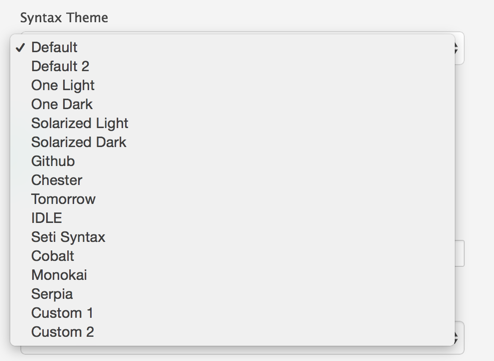 Syntax Theme
✓ Default
Default 2
One Light
One Dark
Solarized Light
Solarized Dark
Github
Chester
Tomorrow
IDLE
Seti Syntax
Cobalt
Monokai
Serpia
Custom 1
Custom 2